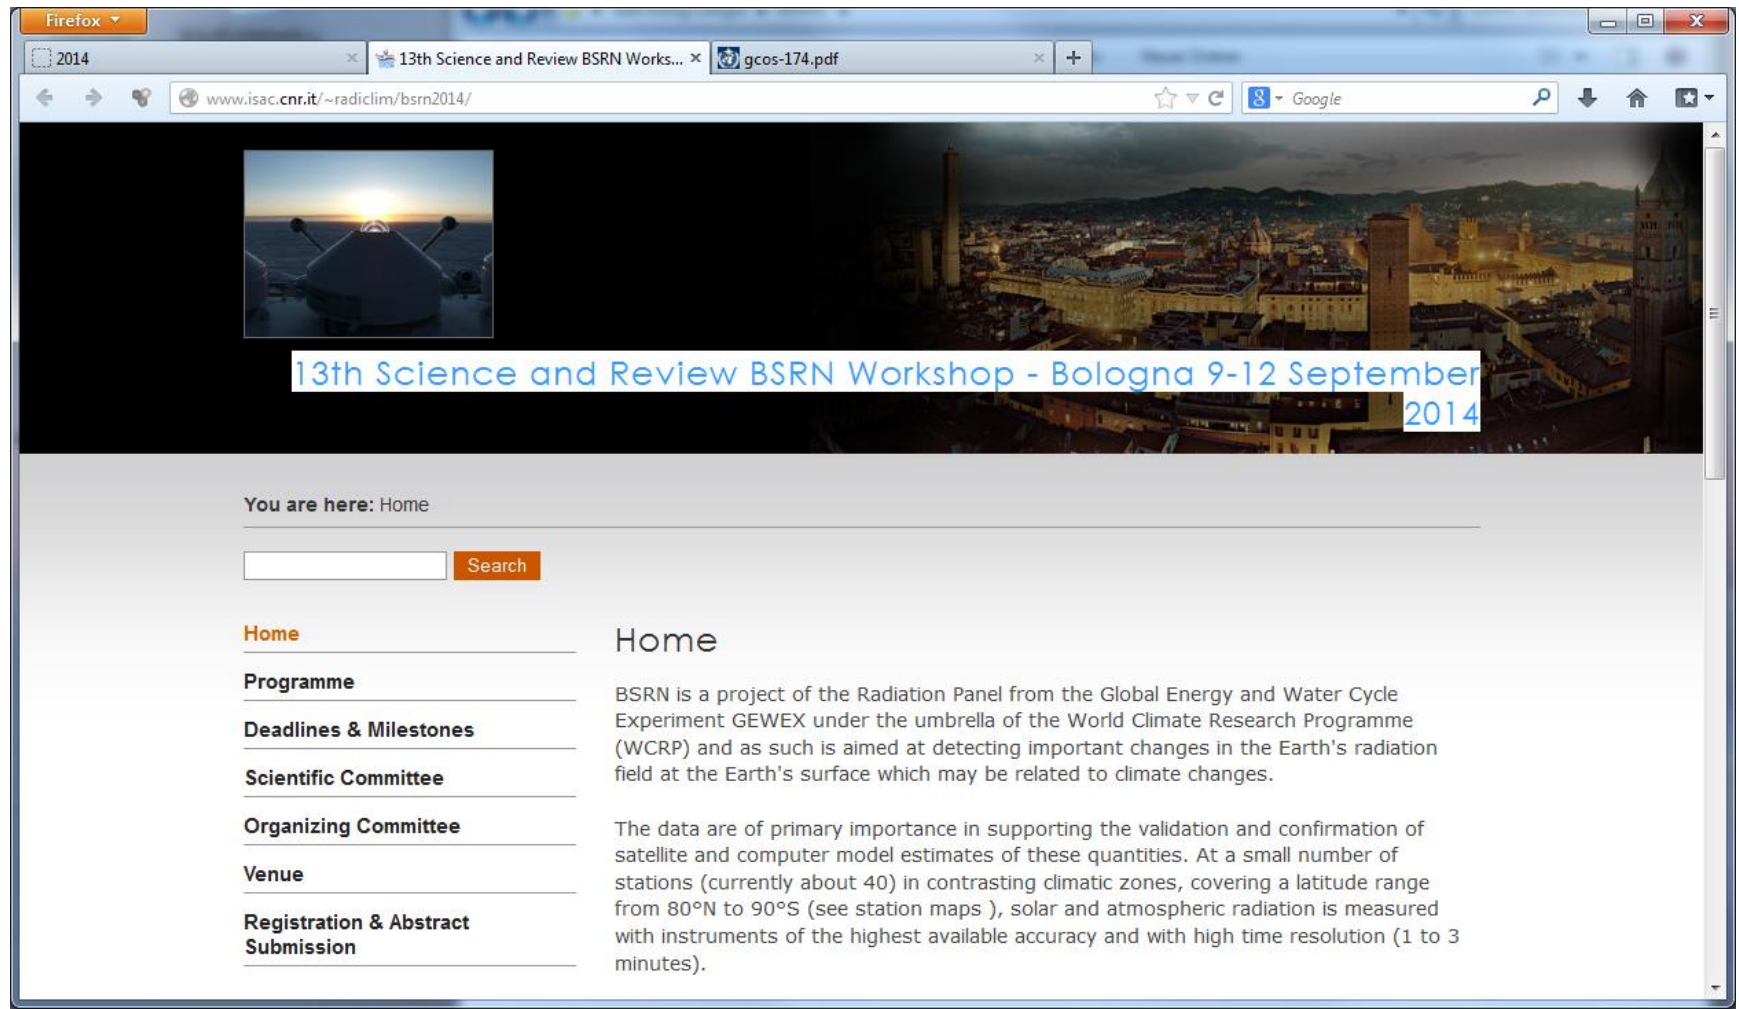 Firefox
2014
13th Science and Review BSRN Works...
gcos-174.pdf
www.isac.cnr.it/~radiclim/bsrn2014/
8
Google
13th Science and Review BSRN Workshop - Bologna 9-12 September
2014
You are here: Home
Search
Home
Programme
Deadlines & Milestones
Scientific Committee
Organizing Committee
Venue
Registration & Abstract
Submission
Home
BSRN is a project of the Radiation Panel from the Global Energy and Water Cycle
Experiment GEWEX under the umbrella of the World Climate Research Programme
(WCRP) and as such is aimed at detecting important changes in the Earth's radiation
field at the Earth's surface which may be related to climate changes.
The data are of primary importance in supporting the validation and confirmation of
satellite and computer model estimates of these quantities. At a small number of
stations (currently about 40) in contrasting climatic zones, covering a latitude range
from 80°N to 90°S (see station maps ), solar and atmospheric radiation is measured
with instruments of the highest available accuracy and with high time resolution (1 to 3
minutes).